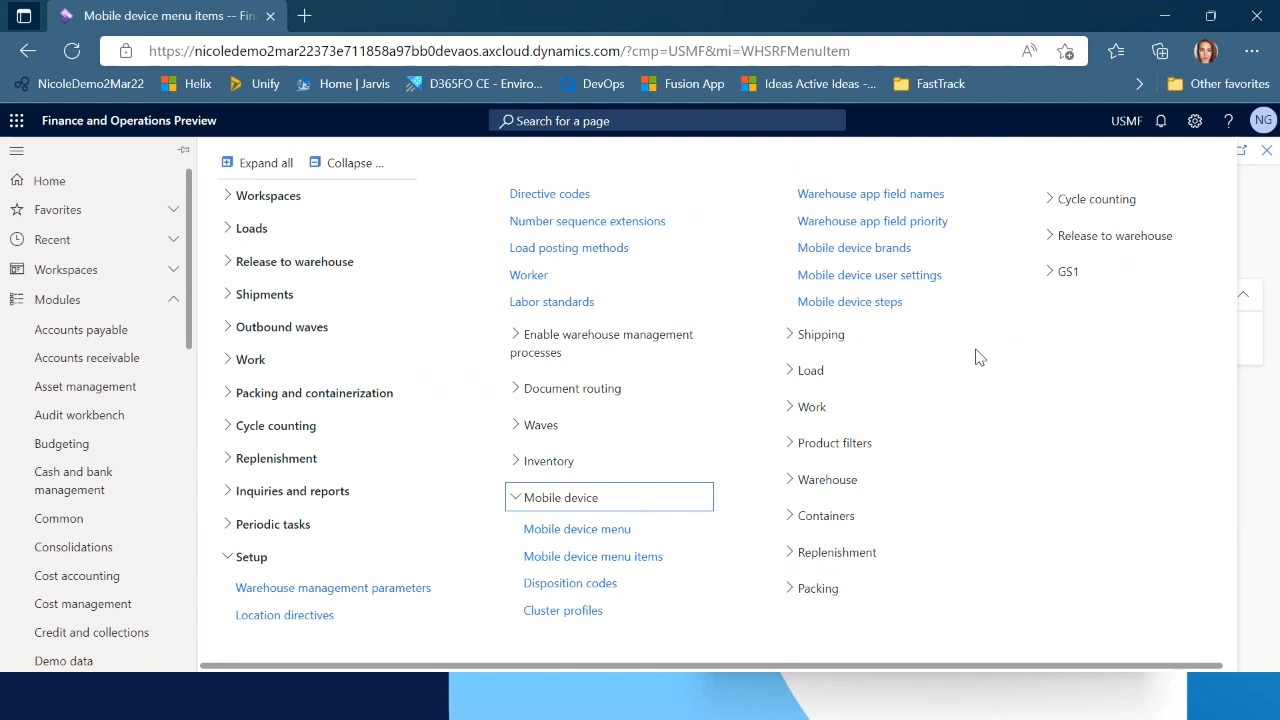 Mobile device menu items -- Fin
https://nicoledemo2mar22373e711858a97bb0devaos.axcloud.dynamics.com/?cmp=USMF&mi=WHSRFMenuItem
NicoleDemo2Mar22 Helix Unify Home | Jarvis D365FO CE - Enviro... DevOps Fusion App Ideas Active Ideas -... FastTrack Other favorites
Finance and Operations Preview Search for a page USMF ? NG
Home
Favorites
Recent
Workspaces
Modules
Accounts payable
Accounts receivable
Asset management
Audit workbench
Budgeting
Cash and bank
management
Common
Consolidations
Cost accounting
Cost management
Credit and collections
Demo data
Expand all Collapse ...
Workspaces
Loads
Release to warehouse
Shipments
Outbound waves
Work
Packing and containerization
Cycle counting
Replenishment
Inquiries and reports
Periodic tasks
Setup
Warehouse management parameters
Location directives
Directive codes
Number sequence extensions
Load posting methods
Worker
Labor standards
Enable warehouse management
processes
Document routing
Waves
Inventory
Mobile device
Mobile device menu
Mobile device menu items
Disposition codes
Cluster profiles
Warehouse app field names
Warehouse app field priority
Mobile device brands
Mobile device user settings
Mobile device steps
Shipping
Load
Work
Product filters
Warehouse
Containers
Replenishment
Packing
Cycle counting
Release to warehouse
GS1